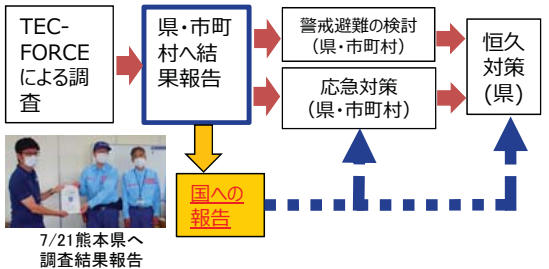 TEC-
FORCE
による調
査
県・市町
村へ結
果報告
警戒避難の検討
（県・市町村）
応急対策
（県・市町村）
恒久
対策
(県)
国への
報告
7/21熊本県へ
調査結果報告